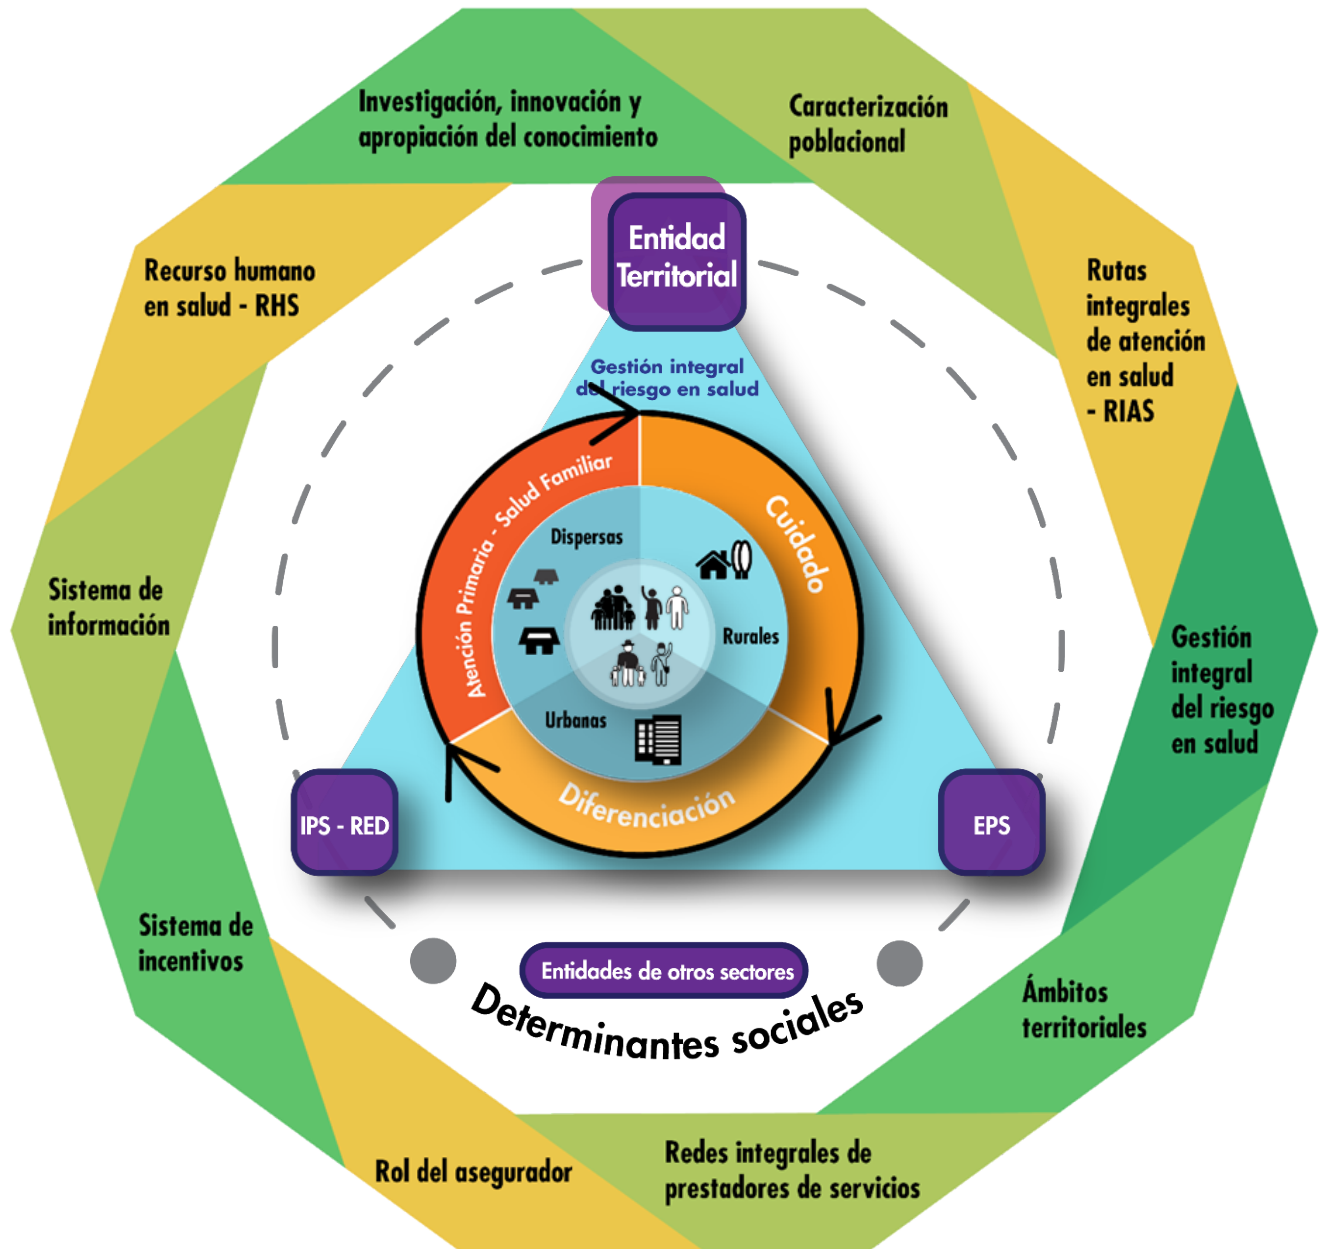 Investigación, innovación y
apropiación del conocimiento
Caracterización
poblacional
Recurso humano
en salud - RHS
Rutas
integrales
de atención
en salud
- RIAS
Entidad
Territorial
Gestión integral
del riesgo en salud
Atención Primaria - Salud Familiar
Cuidado
Dispersas
Rurales
Urbanas
Diferenciación
Sistema de
información
Gestión
integral
del riesgo
en salud
IPS - RED
EPS
Sistema de
incentivos
Entidades de otros sectores
Determinantes sociales
Ámbitos
territoriales
Rol del asegurador
Redes integrales de
prestadores de servicios